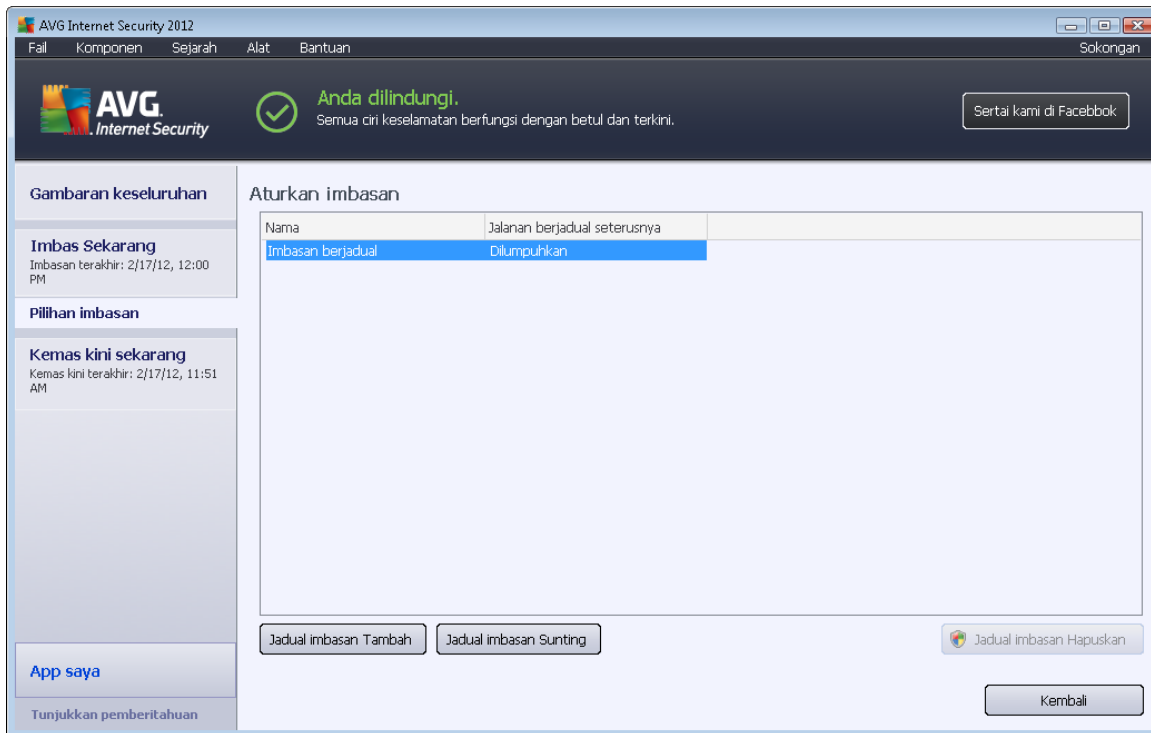 AVG Internet Security 2012
Fail Komponen Sejarah Alat Bantuan Sokongan
AVG.
Internet Security
Anda dilindungi.
Semua ciri keselamatan berfungsi dengan betul dan terkini.
Sertai kami di Facebbok
Gambaran keseluruhan
Imbas Sekarang
Imbasan terakhir: 2/17/12, 12:00
PM
Pilihan imbasan
Kemas kini sekarang
Kemas kini terakhir: 2/17/12, 11:51
AM
App saya
Tunjukkan pemberitahuan
Aturkan imbasan
Nama Jalanan berjadual seterusnya
Imbasan berjadual Dilumpuhkan
Jadual imbasan Tambah Jadual imbasan Sunting Jadual imbasan Hapuskan
Kembali